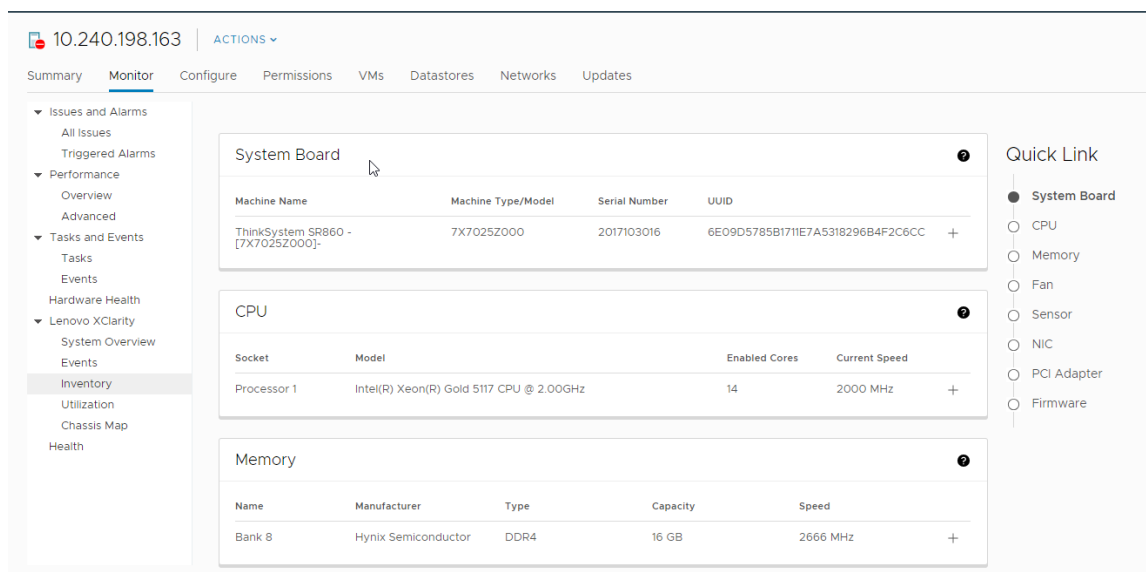 10.240.198.163 ACTIONS
Summary Monitor Configure Permissions VMs Datastores Networks Updates
Issues and Alarms
All Issues
Triggered Alarms
Performance
Overview
Advanced
Tasks and Events
Tasks
Events
Hardware Health
Lenovo XClarity
System Overview
Events
Inventory
Utilization
Chassis Map
Health
System Board
Machine Name Machine Type/Model Serial Number UUID
ThinkSystem SR860 - 7X7025Z000 2017103016 6E09D5785B1711E7A5318296B4F2C6CC +
[7X7025Z000]-
CPU
Socket Model Enabled Cores Current Speed
Processor 1 Intel(R) Xeon(R) Gold 5117 CPU @ 2.00GHz 14 2000 MHz +
Memory
Name Manufacturer Type Capacity Speed
Bank 8 Hynix Semiconductor DDR4 16 GB 2666 MHz +
Quick Link
System Board
CPU
Memory
Fan
Sensor
NIC
PCI Adapter
Firmware